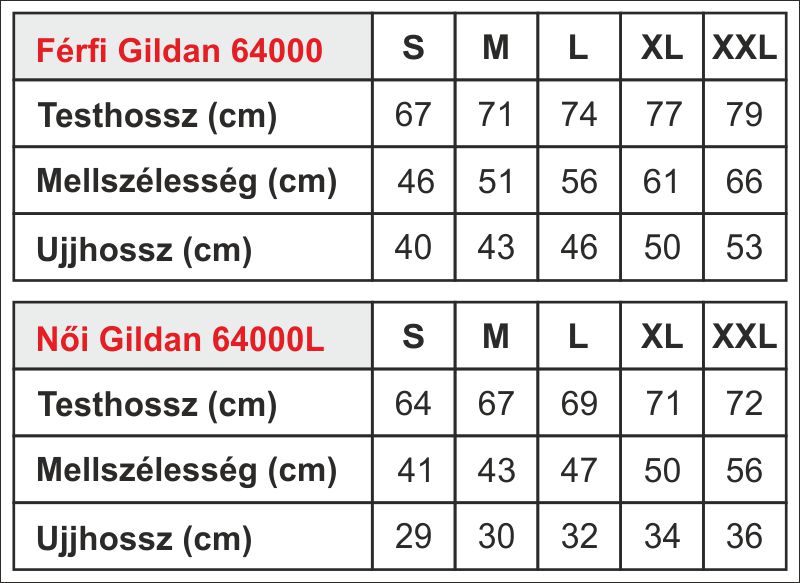 Férfi Gildan 64000 S M L XL XXL
Testhossz (cm) 67 71 74 77 79
Mellszélesség (cm) 46 51 56 61 66
Ujjhossz (cm) 40 43 46 50 53
Női Gildan 64000L S M L XL XXL
Testhossz (cm) 64 67 69 71 72
Mellszélesség (cm) 41 43 47 50 56
Ujjhossz (cm) 29 30 32 34 36